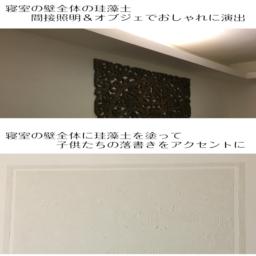 寝室の壁全体の珪藻土
間接照明＆オブジェでおしゃれに演出
寝室の壁全体に珪藻土を塗って
子供たちの落書きをアクセントに